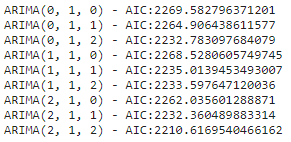 ARIMA(0, 1, 0) - AIC:2269.582796371201
ARIMA(0, 1, 1) - AIC:2264.906438611577
ARIMA(0, 1, 2) - AIC:2232.783097684079
ARIMA(1, 1, 0) - AIC:2268.5280605749745
ARIMA(1, 1, 1) - AIC:2235.0139453493007
ARIMA(1, 1, 2) - AIC:2233.597647120036
ARIMA(2, 1, 0) - AIC:2262.035601288871
ARIMA(2, 1, 1) - AIC:2232.360489883314
ARIMA(2, 1, 2) - AIC:2210.6169540466162